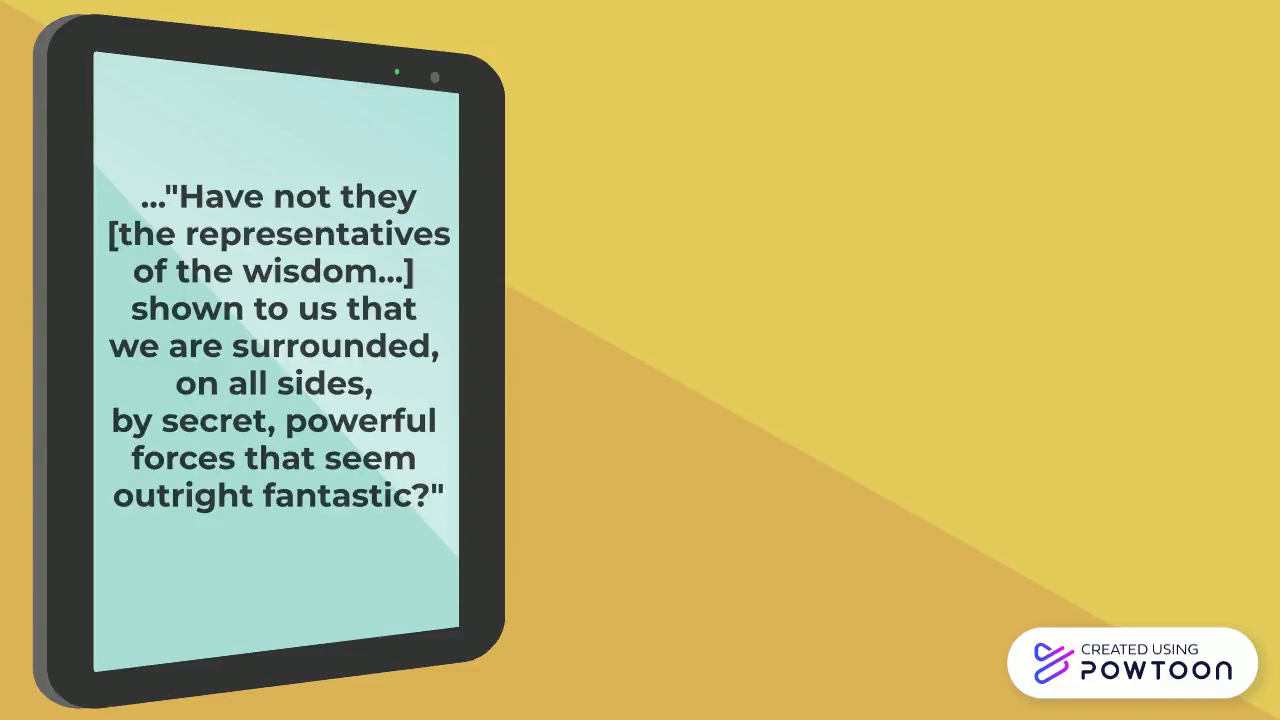 ..."Have not they
[the representatives
of the wisdom...]
shown to us that
we are surrounded,
on all sides,
by secret, powerful
forces that seem
outright fantastic?"
CREATED USING
POWTOON